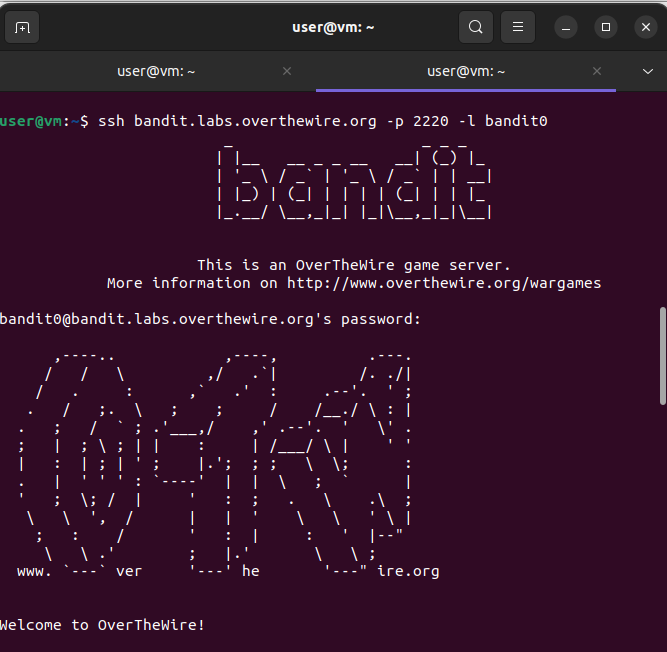 user@vm: ~
user@vm: ~
user@vm: ~
user@vm:~$ ssh bandit.labs.overthewire.org -p 2220 -l bandit0
bandit
This is an OverTheWire game server.
More information on http://www.overthewire.org/wargames
bandit0@bandit.labs.overthewire.org's password:
www. ver he ire.org
Welcome to OverTheWire!